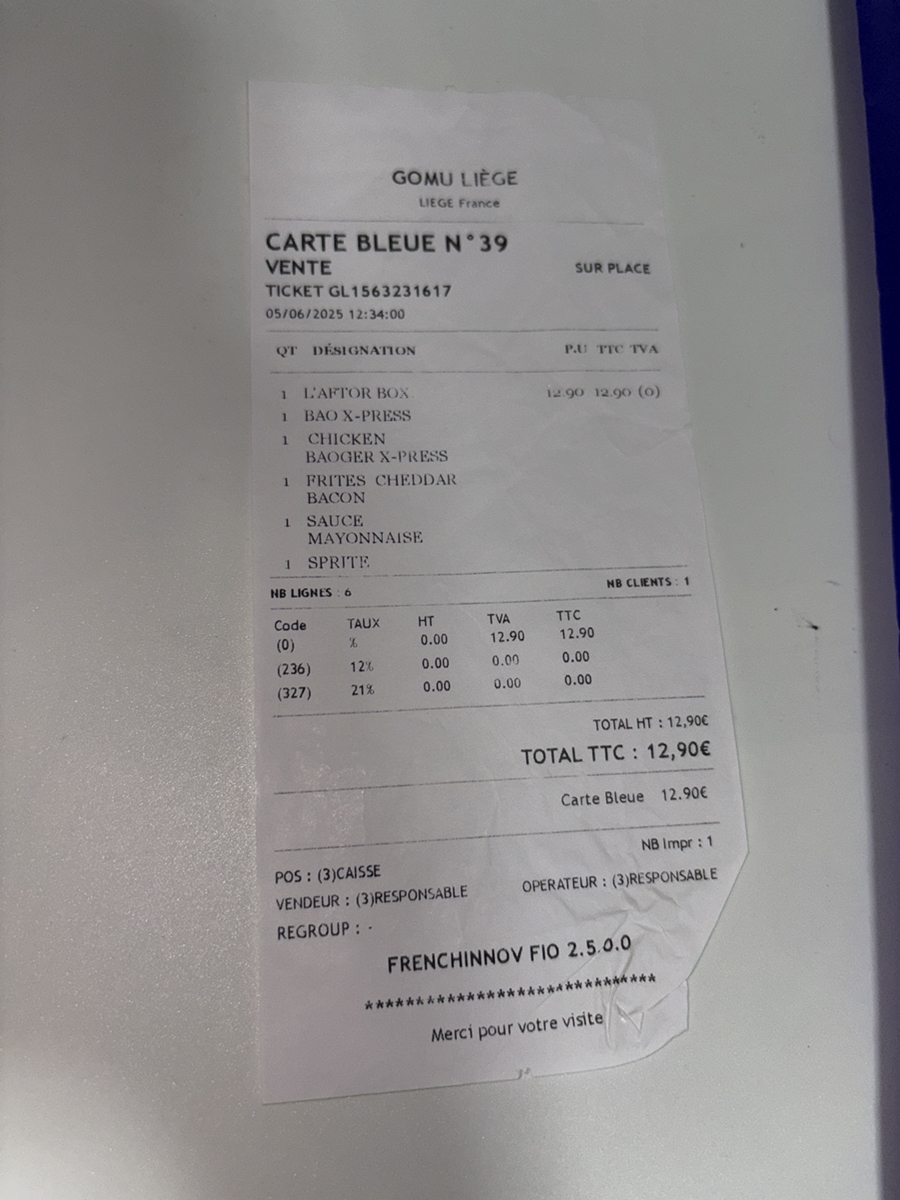 GOMU LIÈGE
LIEGE France
CARTE BLEUE N°39
VENTE SUR PLACE
TICKET GL1563231617
05/06/2025 12:34:00
QT DÉSIGNATION P.U TTC TVA
1 L'AFTOR BOX 12.90 12.90 (0)
1 BAO X-PRESS
1 CHICKEN
BAOGER X-PRESS
1 FRITES CHEDDAR
BACON
1 SAUCE
MAYONNAISE
1 SPRITE
NB LIGNES : 6 NB CLIENTS : 1
Code TAUX HT TVA TTC
(0) % 0.00 12.90 12.90
(236) 12% 0.00 0.00 0.00
(327) 21% 0.00 0.00 0.00
TOTAL HT : 12,90€
TOTAL TTC : 12,90€
Carte Bleue 12.90€
NB Impr : 1
POS : (3)CAISSE
VENDEUR : (3)RESPONSABLE OPERATEUR : (3)RESPONSABLE
REGROUP : -
FRENCHINNOV FIO 2.5.0.0
*****************************
Merci pour votre visite